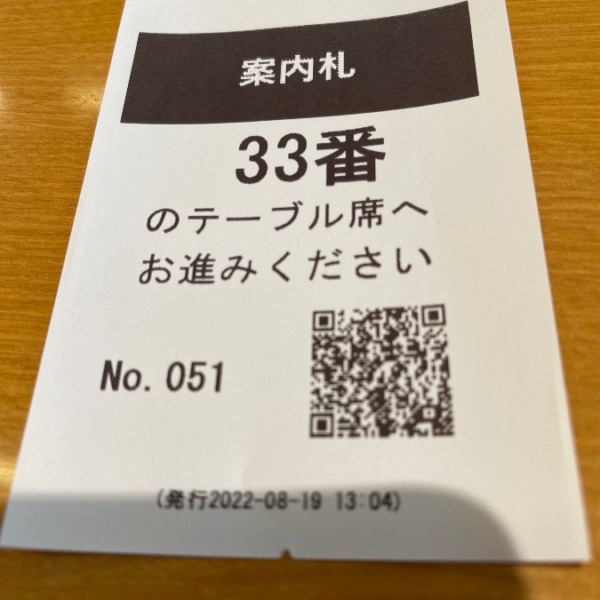 案内札
33番
のテーブル席へ
お進みください
No. 051
(発行2022-08-19 13:04)